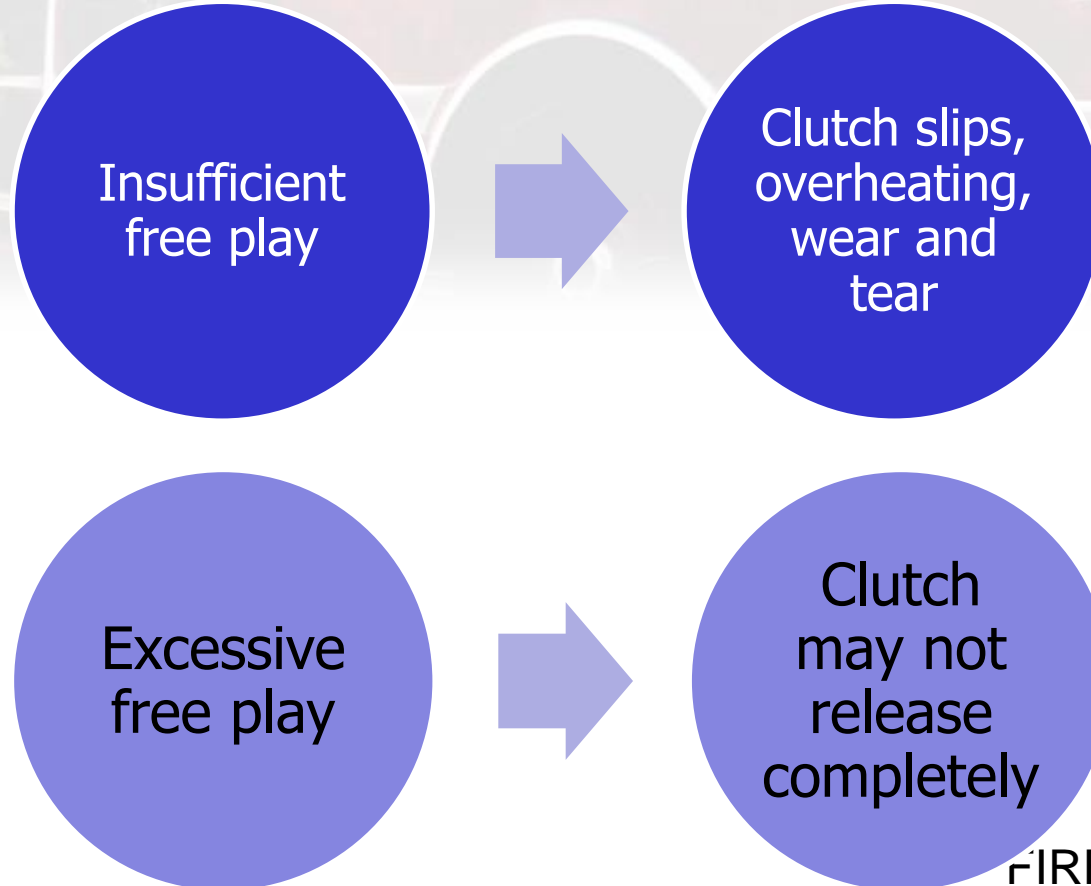 Insufficient
free play
Clutch slips,
overheating,
wear and
tear
Excessive
free play
Clutch
may not
release
completely